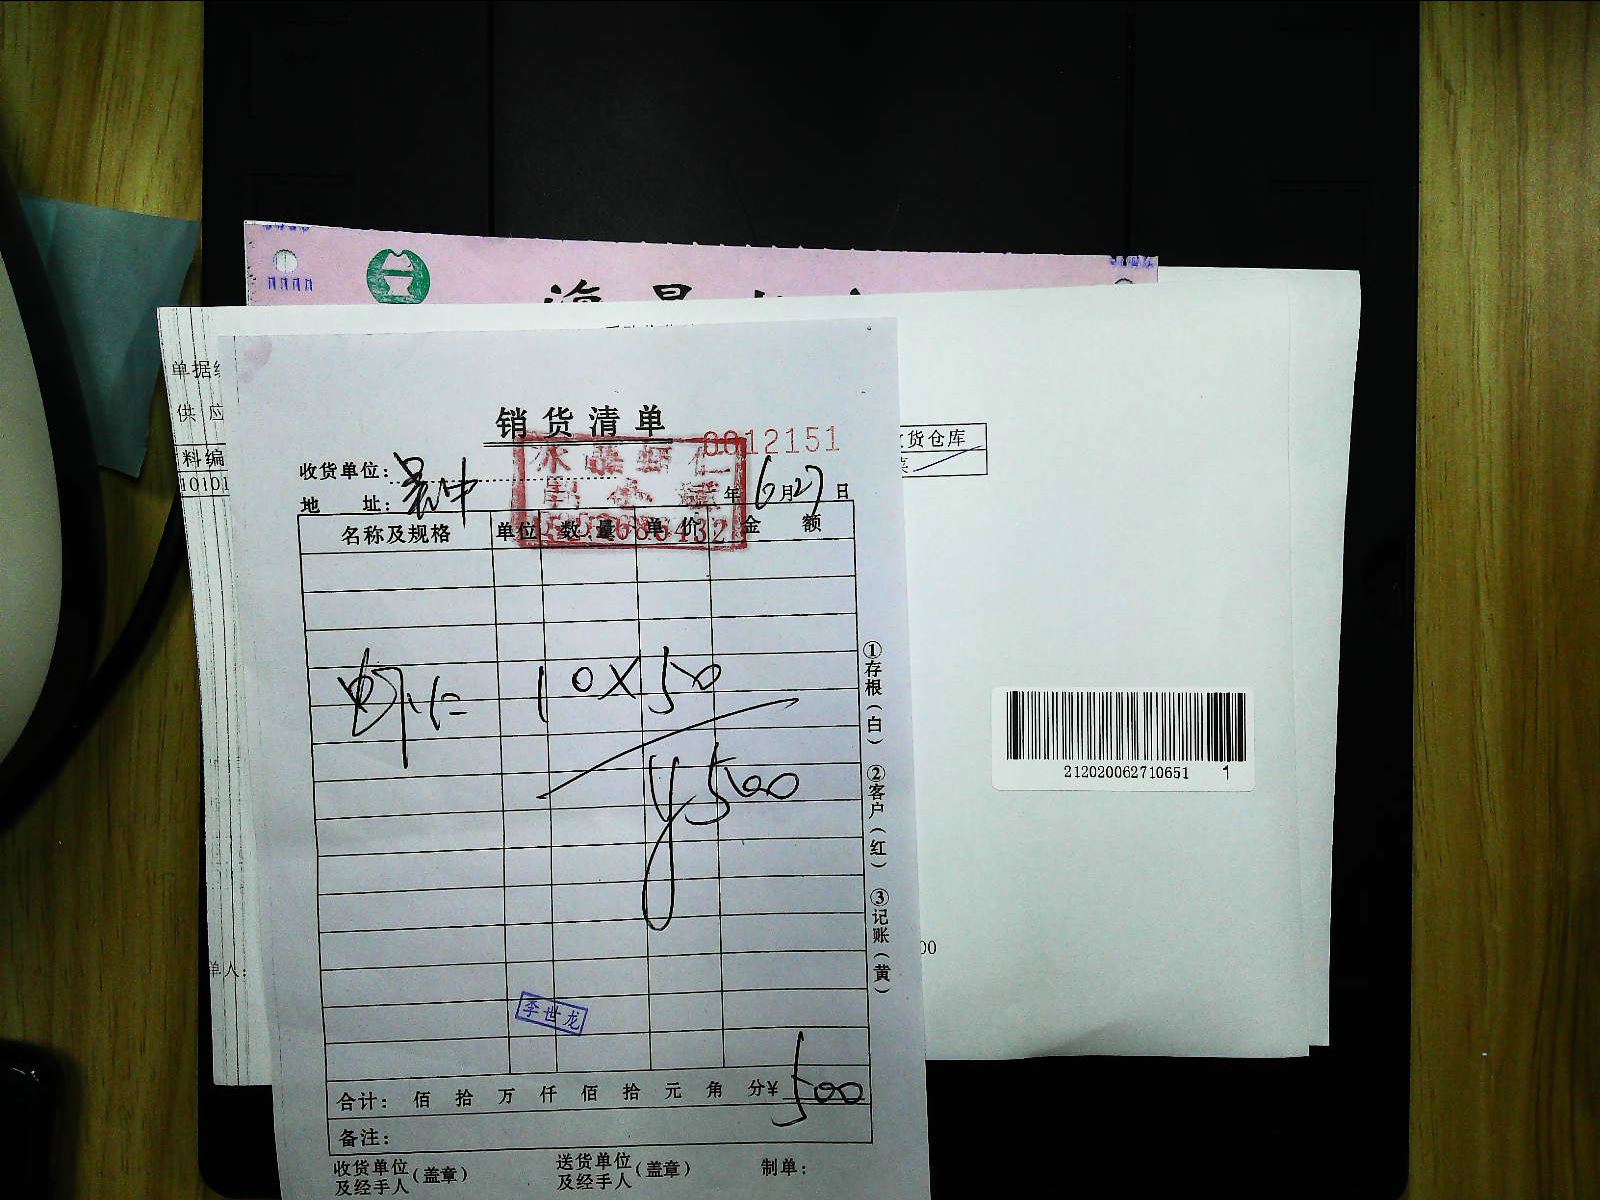 单据
供 应
料编
10101
货仓库
销货清单
0012151
收货单位：
地 址：
年6月27日
名称及规格 单位 数量 单价 金额
虾仁 10X50
¥500
李世龙
合计： 佰 拾 万 仟 佰 拾 元 角 分¥ 500
备注：
收货单位及经手人（盖章）
送货单位及经手人（盖章）
制单：
①存根（白） ②客户（红） ③记账（黄）
212020062710651 1
00
单人：